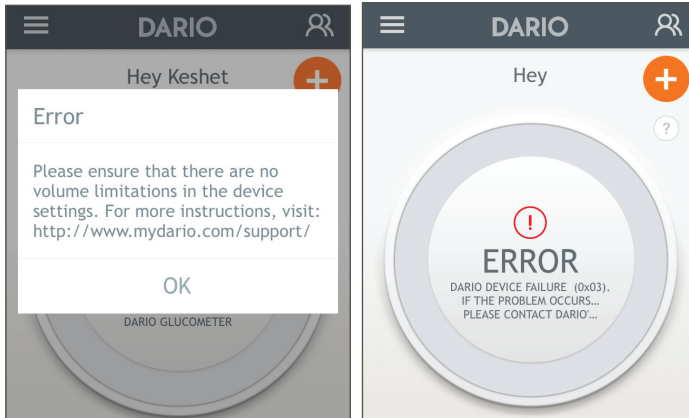 DARIO
Hey Keshet
+
Error
Please ensure that there are no
volume limitations in the device
settings. For more instructions, visit:
http://www.mydario.com/support/
OK
DARIO GLUCOMETER
DARIO
Hey
+
?
!
ERROR
DARIO DEVICE FAILURE (0x03).
IF THE PROBLEM OCCURS...
PLEASE CONTACT DARIO'...